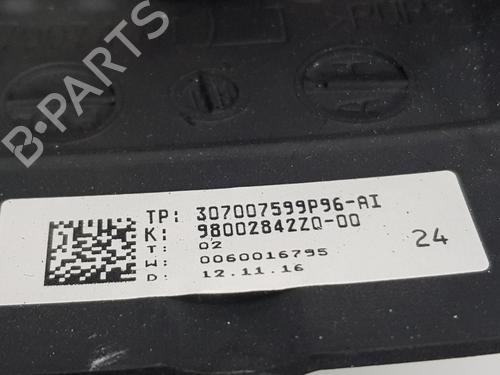 B-PARTS
TP: 307007599P96-AI
K: 98002842ZQ-00
T: 02
W: 0060016795
D: 12.11.16
24